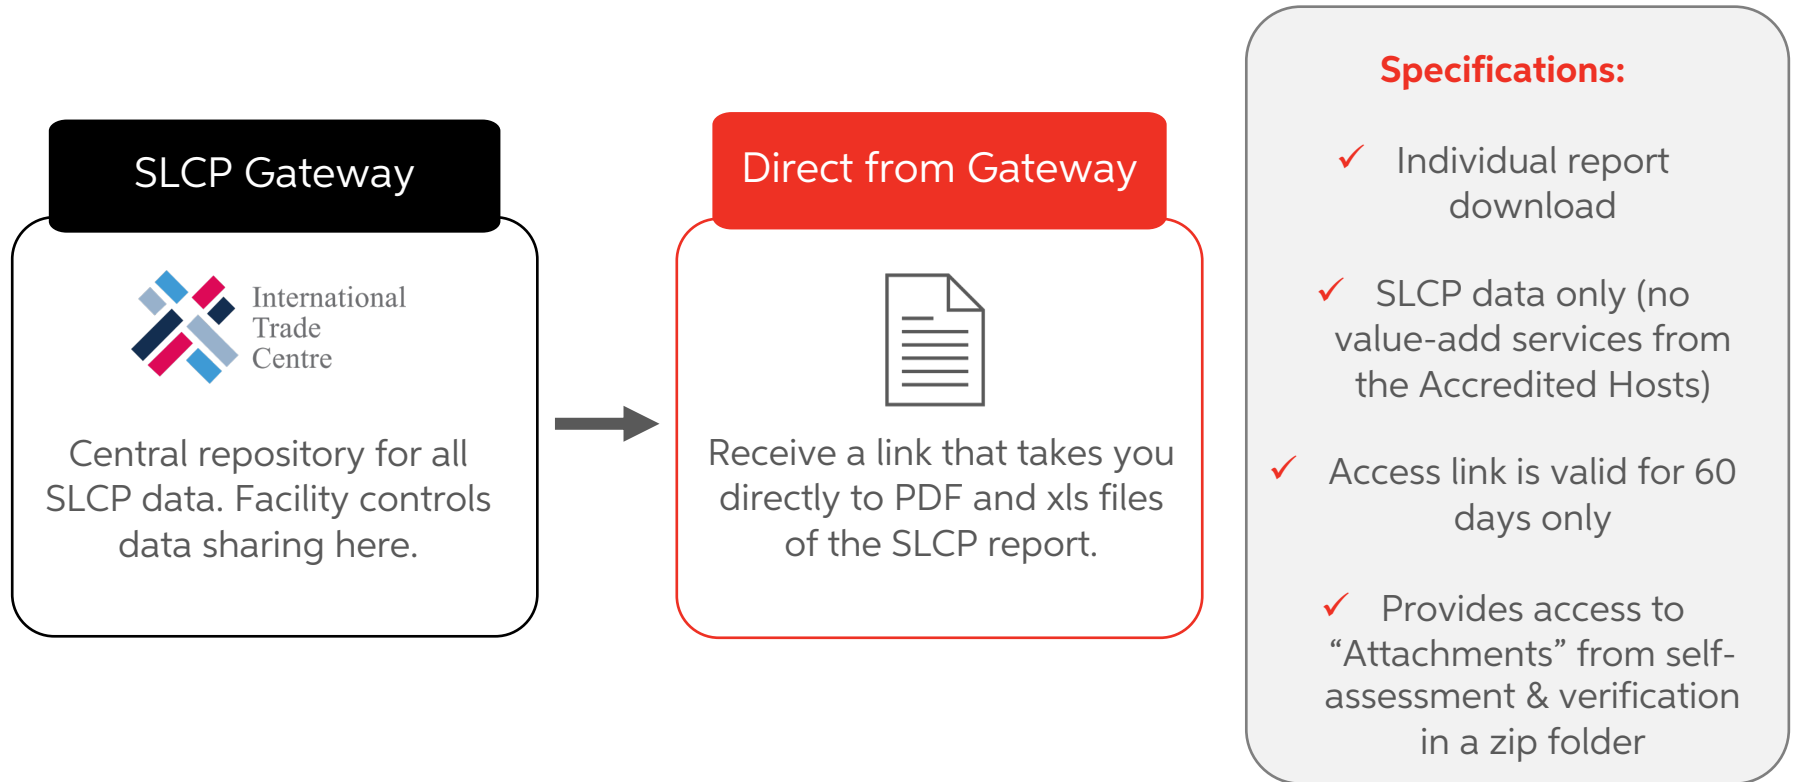 SLCP Gateway
International
Trade
Centre
Central repository for all
SLCP data. Facility controls
data sharing here.
Direct from Gateway
Receive a link that takes you
directly to PDF and xls files
of the SLCP report.
Specifications:
✓ Individual report
download
✓ SLCP data only (no
value-add services from
the Accredited Hosts)
✓ Access link is valid for 60
days only
✓ Provides access to
“Attachments” from self-
assessment & verification
in a zip folder